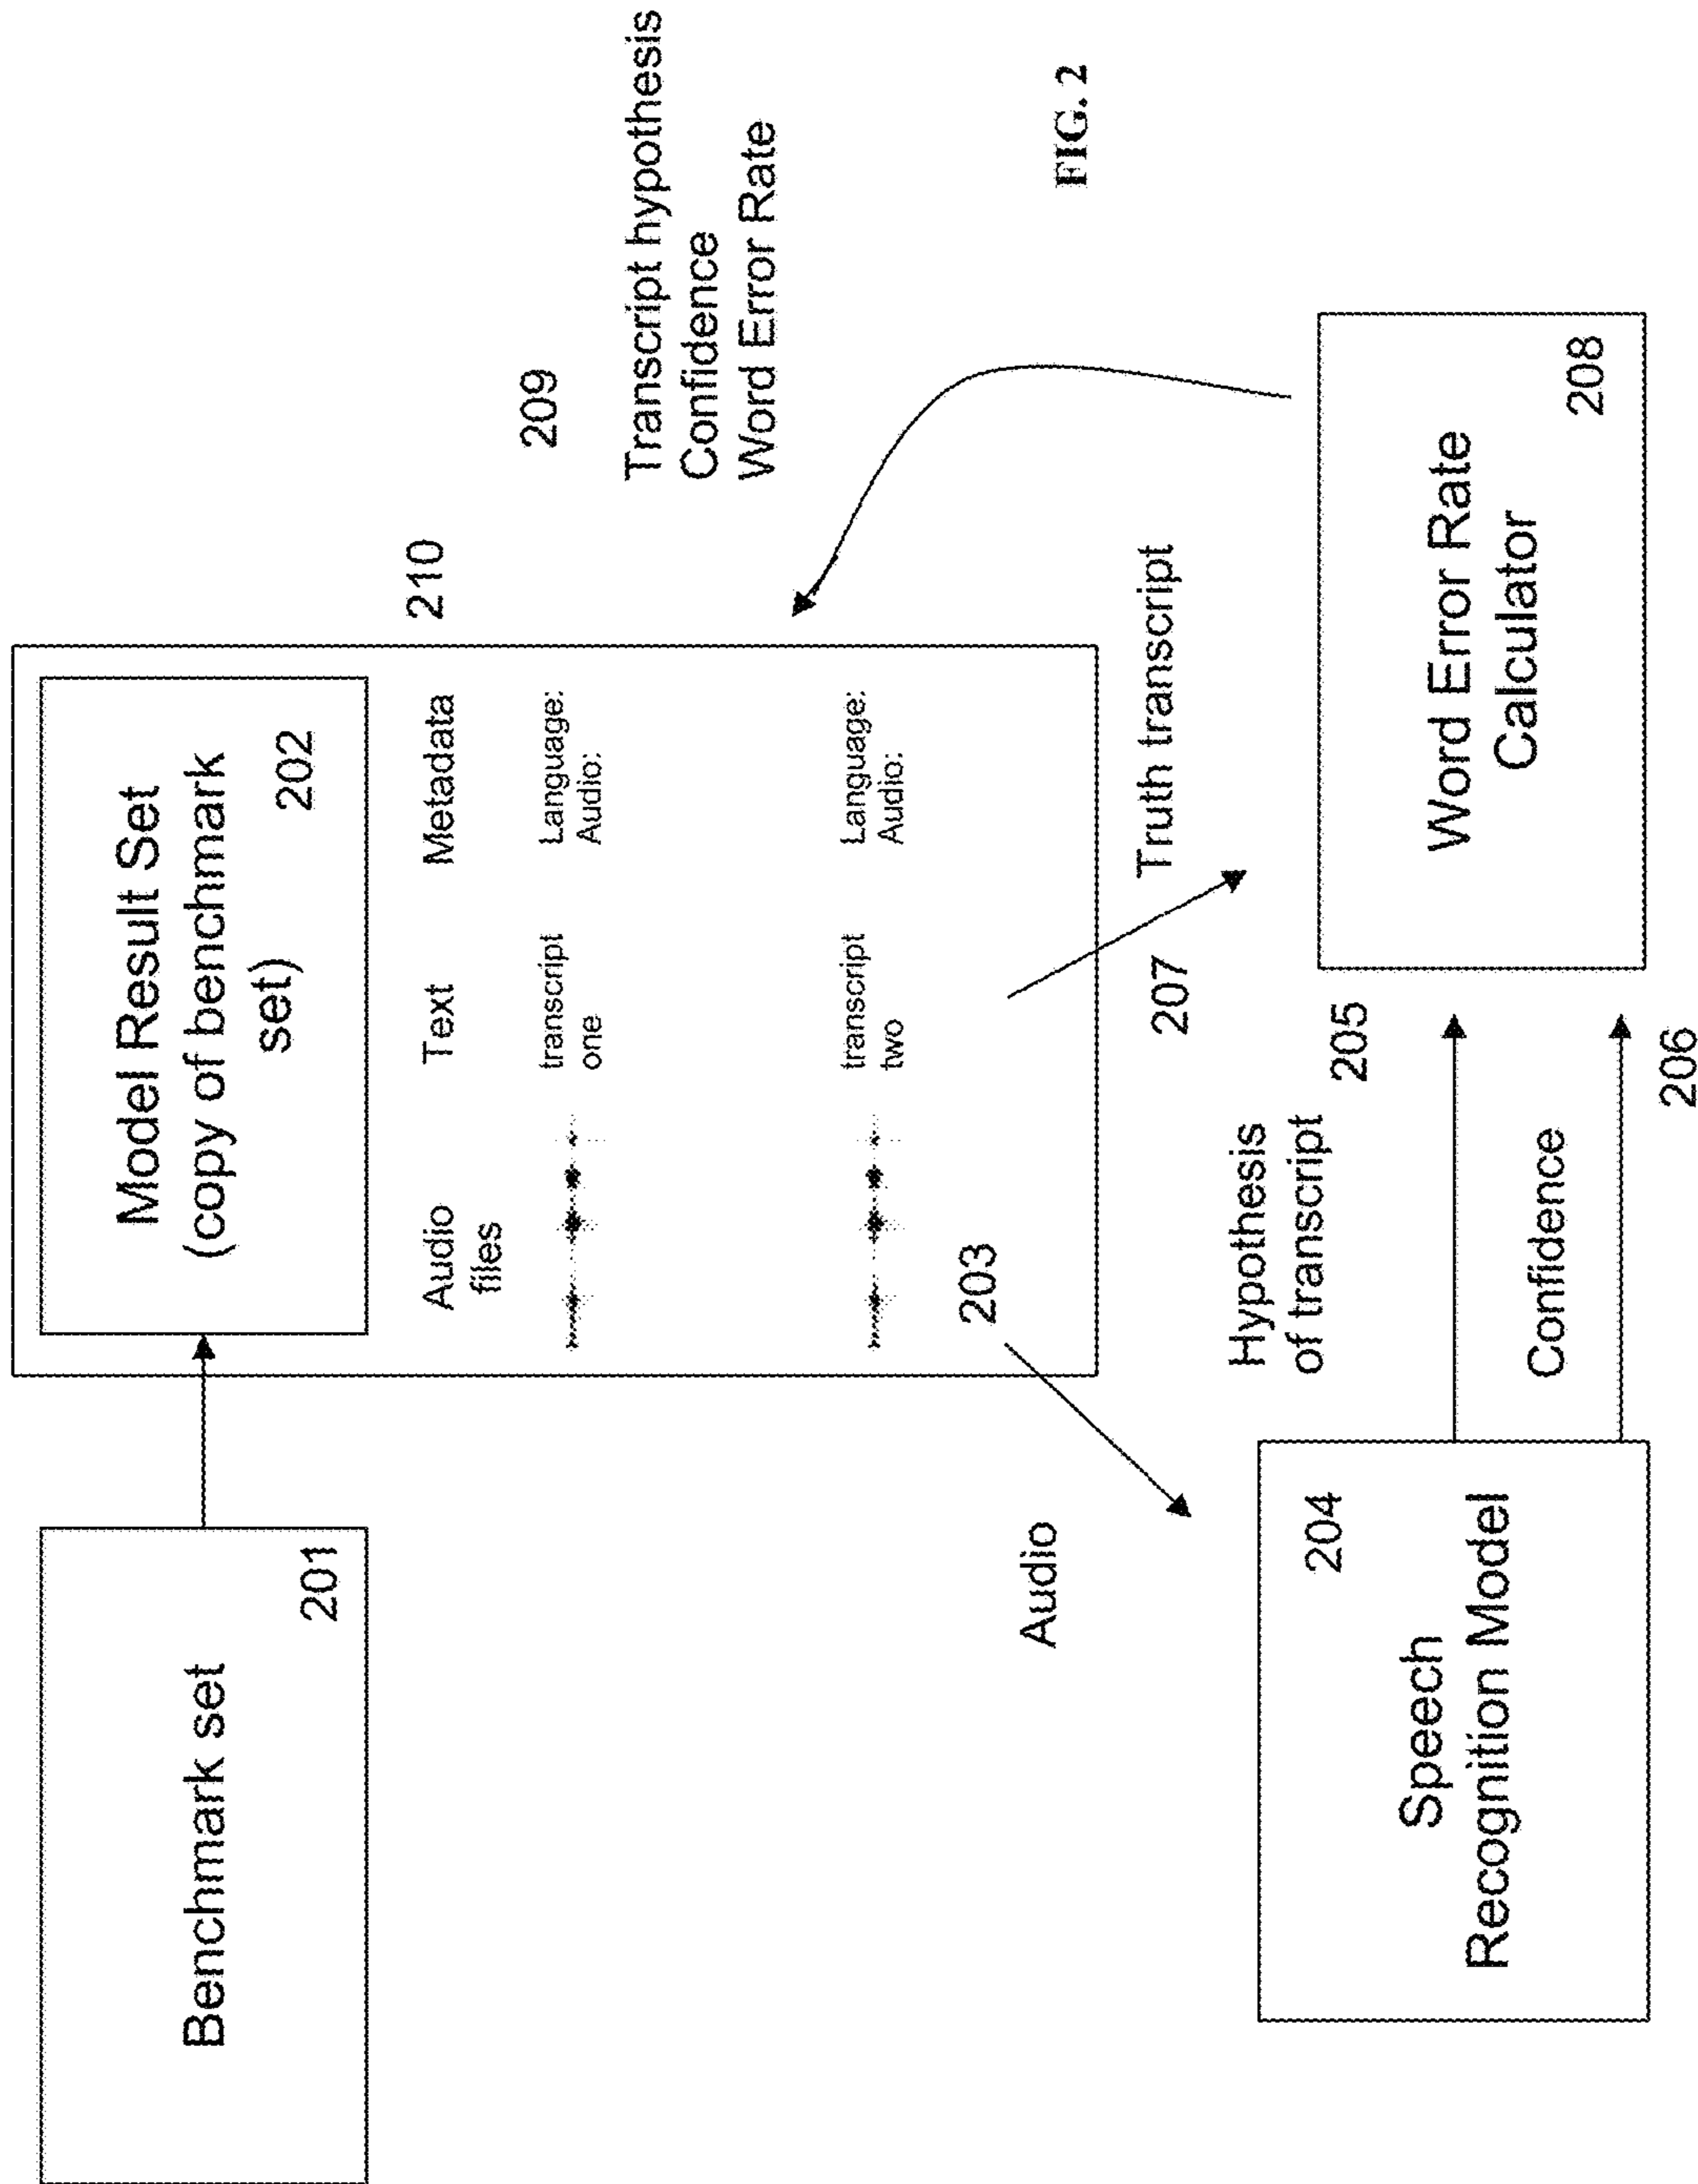 Benchmark set
201
Model Result Set
(copy of benchmark
set)
202
210
Audio
files
Text
Metadata
transcript
one
Language:
Audio:
transcript
two
Language:
Audio:
203
209
Transcript hypothesis
Confidence
Word Error Rate
Audio
207
Truth transcript
204
Speech
Recognition Model
Hypothesis
of transcript
205
Confidence
206
Word Error Rate
Calculator
208
FIG. 2